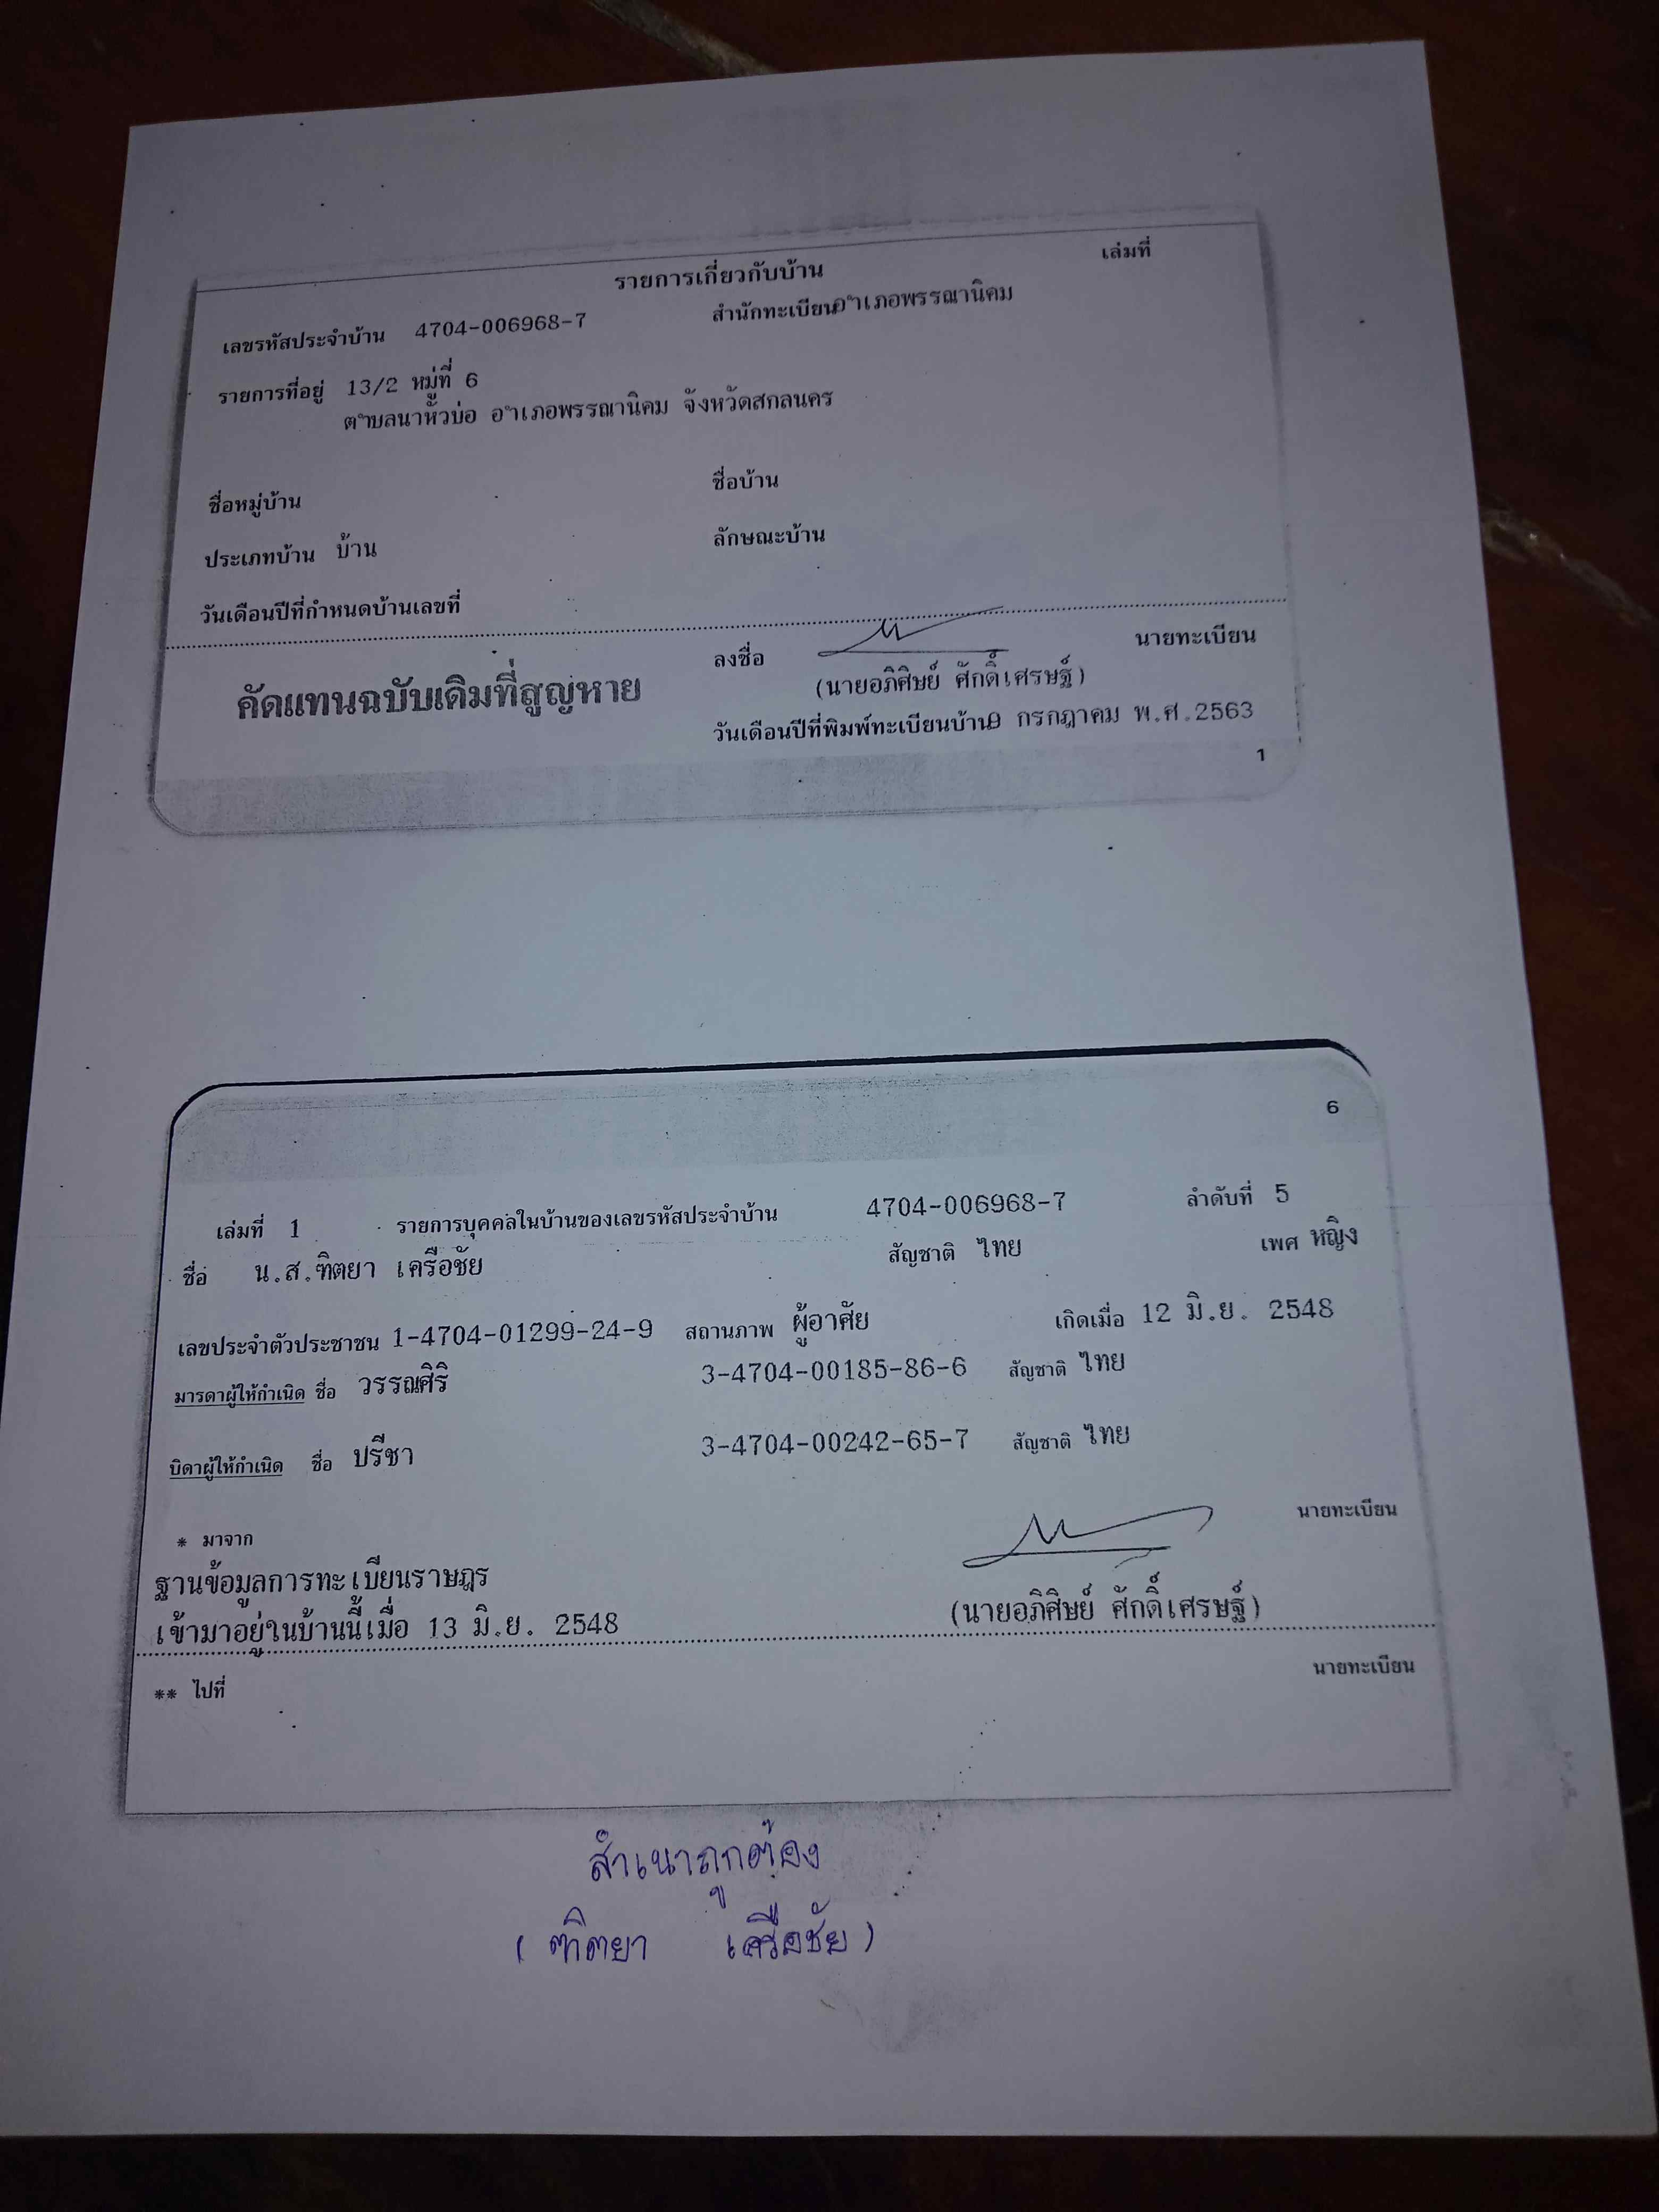 เล่มที่
รายการเกี่ยวกับบ้าน
เลขรหัสประจำบ้าน 4704-006968-7 สำนักทะเบียน อำเภอพรรณานิคม
รายการที่อยู่ 13/2 หมู่ที่ 6
ตำบลนาหัวบ่อ อำเภอพรรณานิคม จังหวัดสกลนคร
ชื่อหมู่บ้าน ชื่อบ้าน
ประเภทบ้าน บ้าน ลักษณะบ้าน
วันเดือนปีที่กำหนดบ้านเลขที่
ลงชื่อ นายทะเบียน
คัดแทนฉบับเดิมที่สูญหาย
(นายอภิศิษย์ ศักดิ์เศรษฐ์)
วันเดือนปีที่พิมพ์ทะเบียนบ้าน 9 กรกฎาคม พ.ศ.2563
1
6
เล่มที่ 1 รายการบุคคลในบ้านของเลขรหัสประจำบ้าน 4704-006968-7 ลำดับที่ 5
ชื่อ น.ส.ฑิตยา เครือชัย สัญชาติ ไทย เพศ หญิง
เลขประจำตัวประชาชน 1-4704-01299-24-9 สถานภาพ ผู้อาศัย เกิดเมื่อ 12 มิ.ย. 2548
มารดาผู้ให้กำเนิด ชื่อ วรรณศิริ 3-4704-00185-86-6 สัญชาติ ไทย
บิดาผู้ให้กำเนิด ชื่อ ปรีชา 3-4704-00242-65-7 สัญชาติ ไทย
* มาจาก นายทะเบียน
ฐานข้อมูลการทะเบียนราษฎร
เข้ามาอยู่ในบ้านนี้เมื่อ 13 มิ.ย. 2548 (นายอภิศิษย์ ศักดิ์เศรษฐ์)
** ไปที่ นายทะเบียน
สำเนาถูกต้อง
(ฑิตยา เครือชัย)